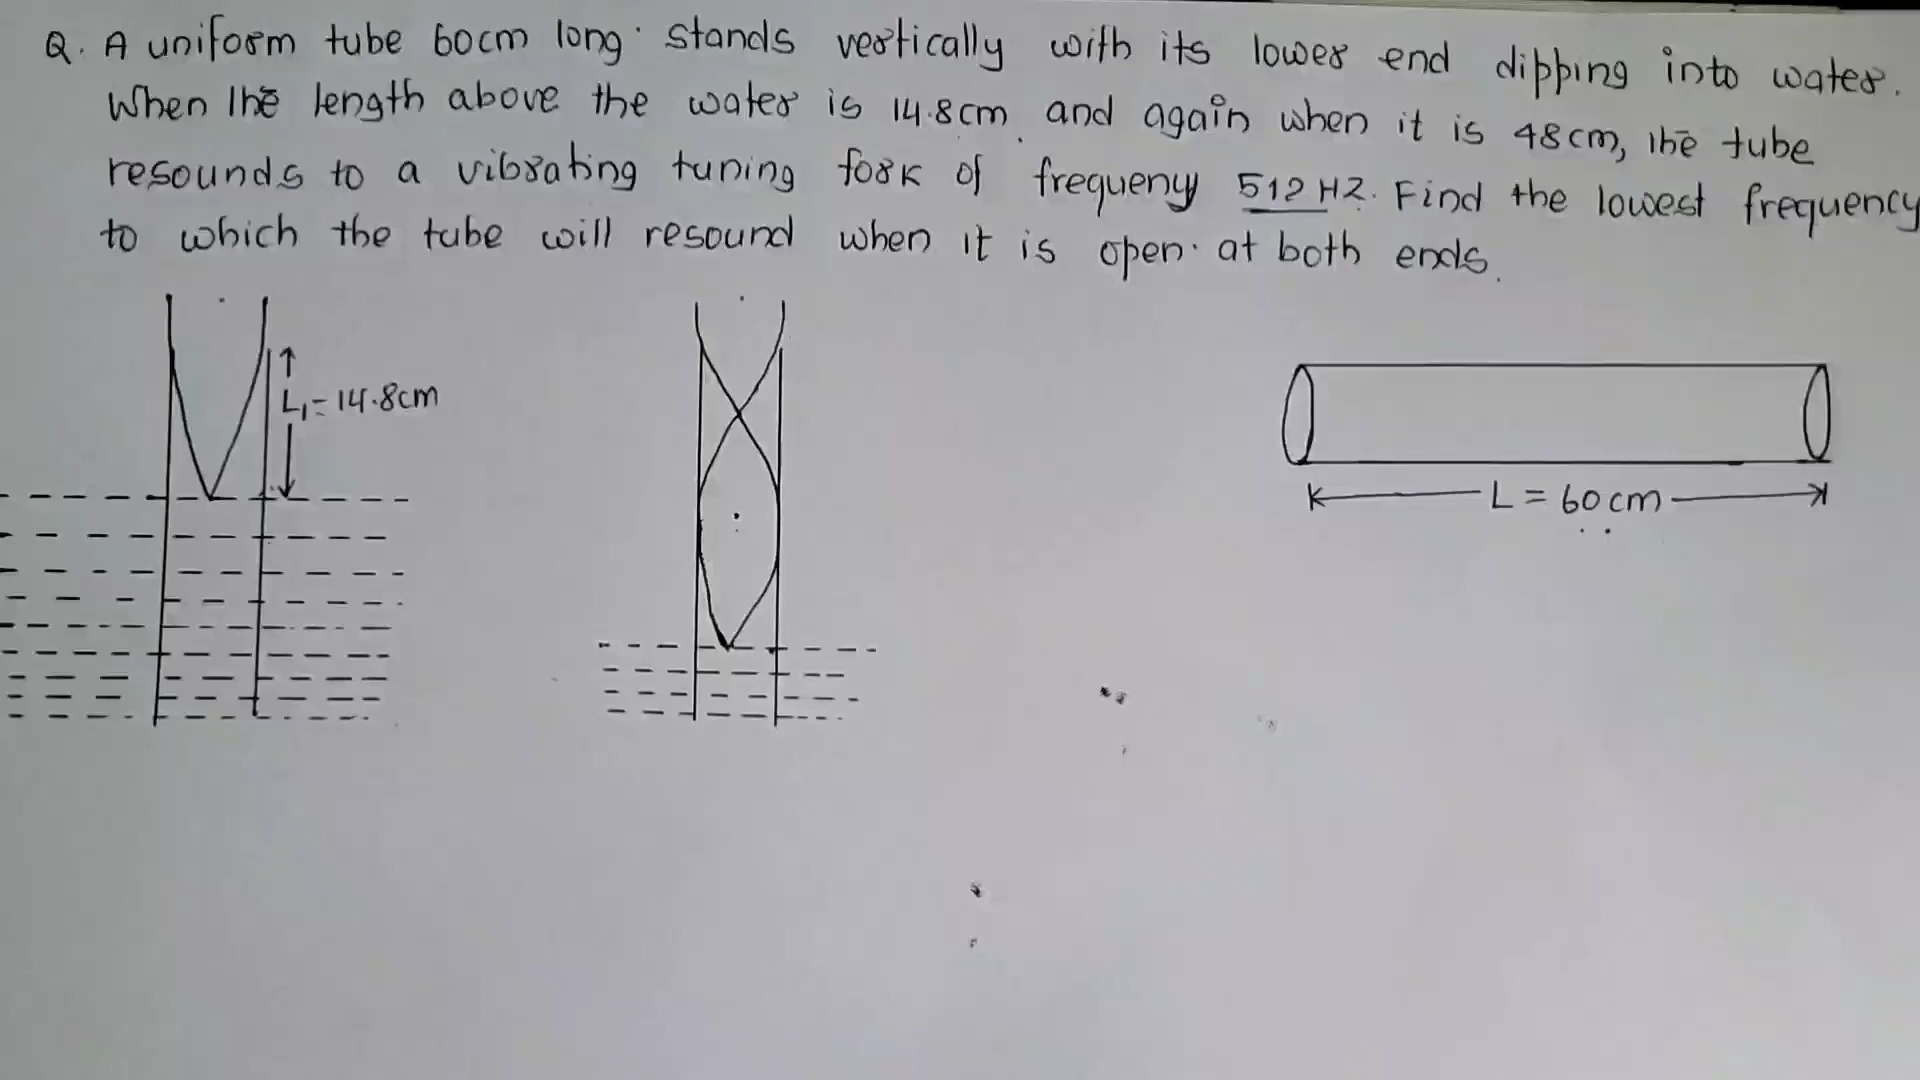 Q. A uniform tube 60cm long stands vertically with its lower end dipping into water.
When the length above the water is 14.8cm and again when it is 48cm, the tube
resounds to a vibrating tuning fork of frequeny 512 HZ. Find the lowest frequency
to which the tube will resound when it is open at both ends.
L₁ = 14.8cm
L = 60cm